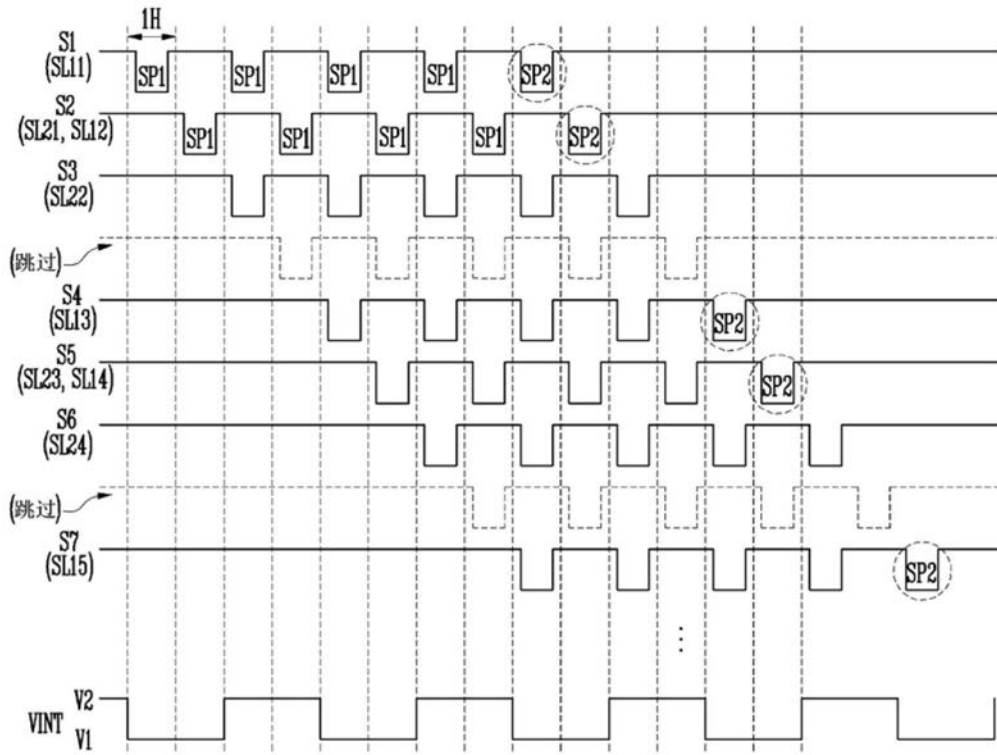 1H
S1
(SL11)
SP1 SP1 SP1 SP1 SP2
S2
(SL21, SL12)
SP1 SP1 SP1 SP1 SP2
S3
(SL22)
(跳过)
S4
(SL13)
SP2
S5
(SL23, SL14)
SP2
S6
(SL24)
(跳过)
S7
(SL15)
SP2
V2
VINT
V1